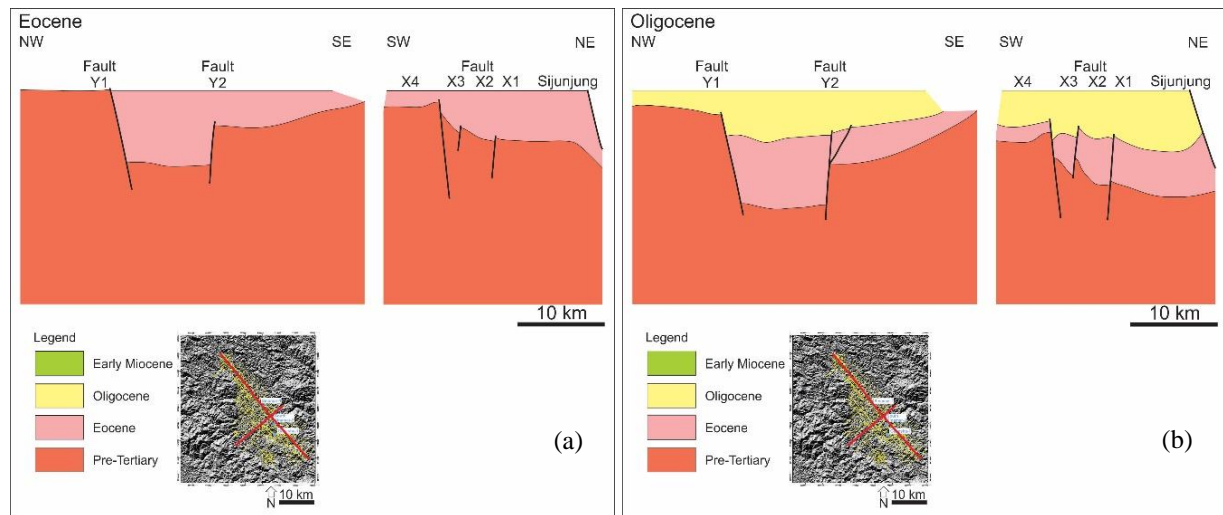 Eocene
NW SE SW NE
Fault Fault Fault
Y1 Y2 X4 X3 X2 X1 Sijunjung
10 km
Legend
Early Miocene
Oligocene
Eocene
Pre-Tertiary
(a)
N 10 km
Oligocene
NW SE SW NE
Fault Fault Fault
Y1 Y2 X4 X3 X2 X1 Sijunjung
10 km
Legend
Early Miocene
Oligocene
Eocene
Pre-Tertiary
(b)
N 10 km